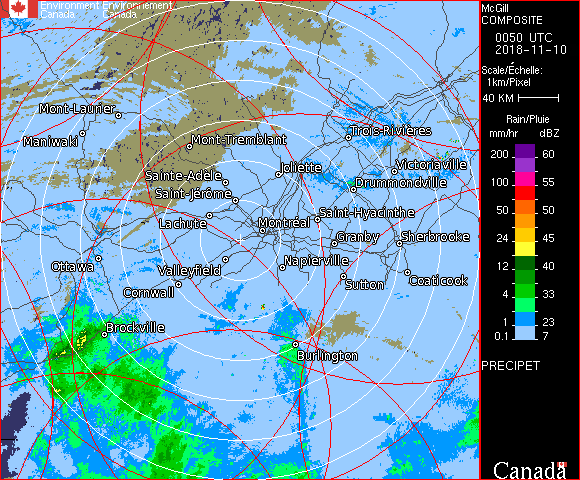 Environment Environnement
Canada Canada
McGill
COMPOSITE
0050 UTC
2018-11-10
Scale/Échelle:
1km/Pixel
40 KM
Rain/Pluie
mm/hr dBZ
200 60
100 55
50 50
24 45
12 40
4 33
1 23
0.1 7
PRECIPET
Canada
Mont-Laurier
Maniwaki
Mont-Tremblant
Trois-Rivières
Joliette
Victoriaville
Sainte-Adèle
Drummondville
Saint-Jérôme
Lachute
Saint-Hyacinthe
Montréal
Granby
Sherbrooke
Ottawa
Valleyfield
Napierville
Sutton
Coaticook
Cornwall
Brockville
Burlington